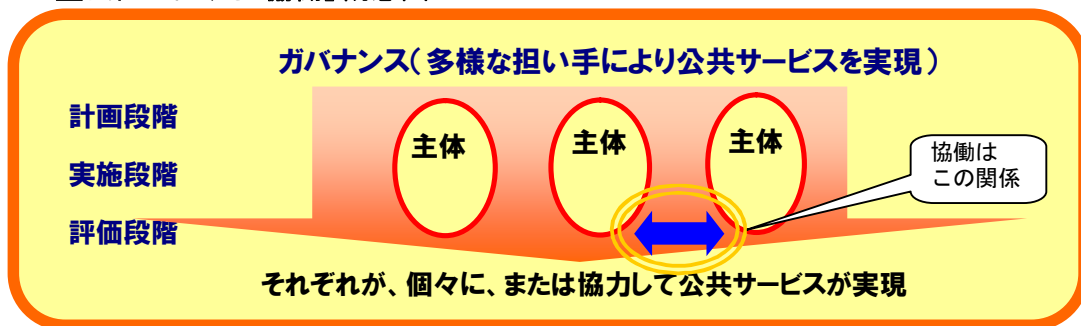 ガバナンス（多様な担い手により公共サービスを実現）
計画段階
実施段階
評価段階
主体
主体
主体
協働は
この関係
それぞれが、個々に、または協力して公共サービスが実現